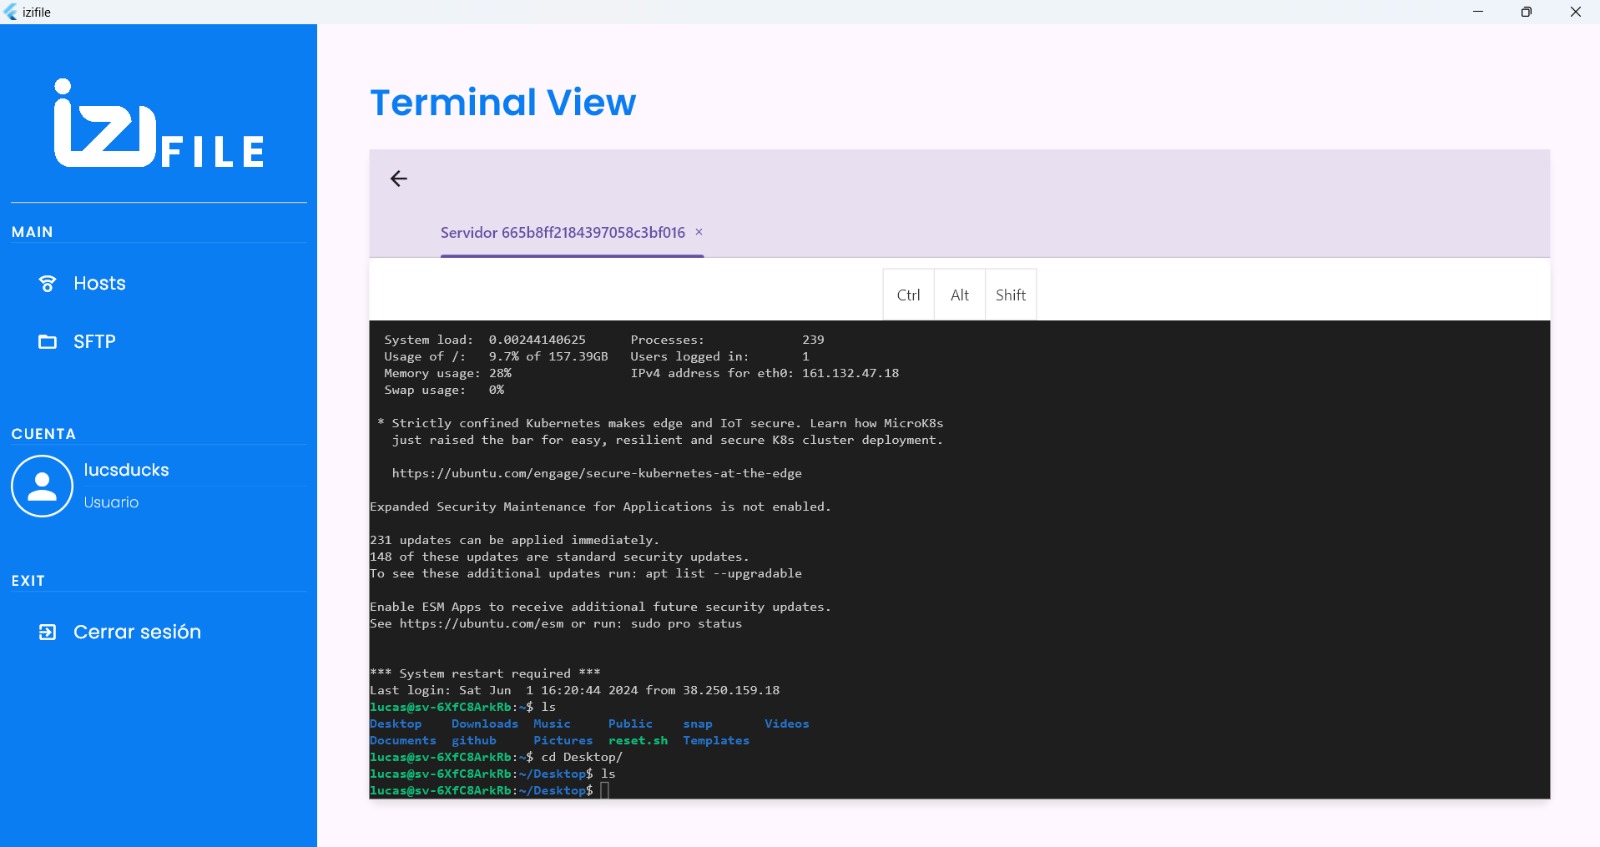 izifile
izi FILE
MAIN
Hosts
SFTP
CUENTA
lucsducks
Usuario
EXIT
Cerrar sesión
Terminal View
Servidor 665b8ff2184397058c3bf016 ×
Ctrl Alt Shift
System load: 0.00244140625 Processes: 239
Usage of /: 9.7% of 157.39GB Users logged in: 1
Memory usage: 28% IPv4 address for eth0: 161.132.47.18
Swap usage: 0%
* Strictly confined Kubernetes makes edge and IoT secure. Learn how MicroK8s
just raised the bar for easy, resilient and secure K8s cluster deployment.
https://ubuntu.com/engage/secure-kubernetes-at-the-edge
Expanded Security Maintenance for Applications is not enabled.
231 updates can be applied immediately.
148 of these updates are standard security updates.
To see these additional updates run: apt list --upgradable
Enable ESM Apps to receive additional future security updates.
See https://ubuntu.com/esm or run: sudo pro status
*** System restart required ***
Last login: Sat Jun  1 16:20:44 2024 from 38.250.159.18
lucas@sv-6XfC8ArkRb:~$ ls
Desktop Downloads Music Public snap Videos
Documents github Pictures reset.sh Templates
lucas@sv-6XfC8ArkRb:~$ cd Desktop/
lucas@sv-6XfC8ArkRb:~/Desktop$ ls
lucas@sv-6XfC8ArkRb:~/Desktop$